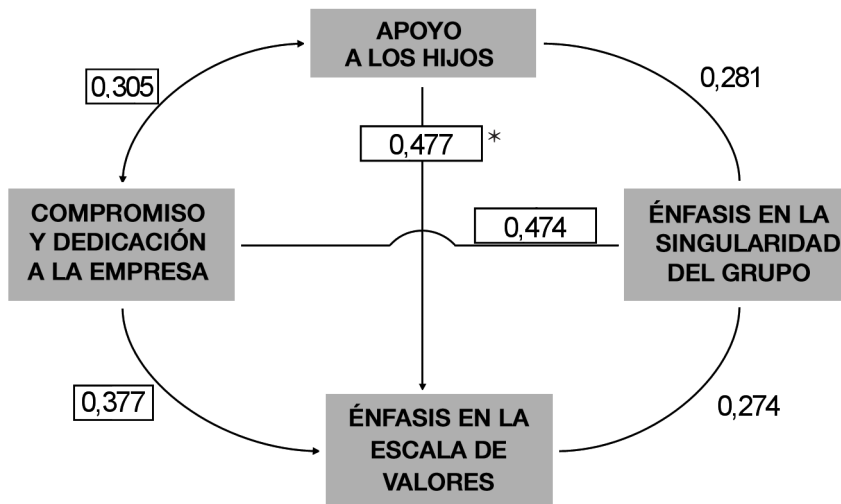 APOYO
A LOS HIJOS
0,305
0,281
0,477 *
COMPROMISO
Y DEDICACIÓN
A LA EMPRESA
0,474
ÉNFASIS EN LA
SINGULARIDAD
DEL GRUPO
0,377
0,274
ÉNFASIS EN LA
ESCALA DE
VALORES